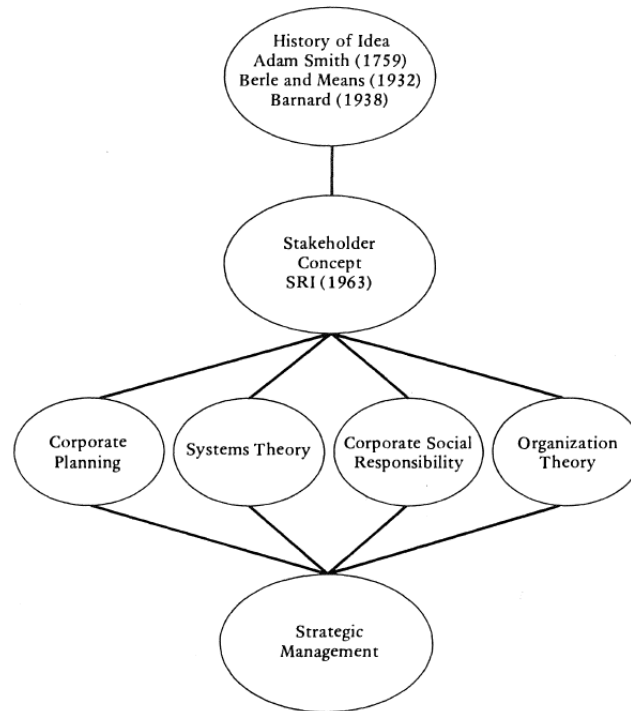 History of Idea
Adam Smith (1759)
Berle and Means (1932)
Barnard (1938)
Stakeholder
Concept
SRI (1963)
Corporate
Planning
Systems Theory
Corporate Social
Responsibility
Organization
Theory
Strategic
Management